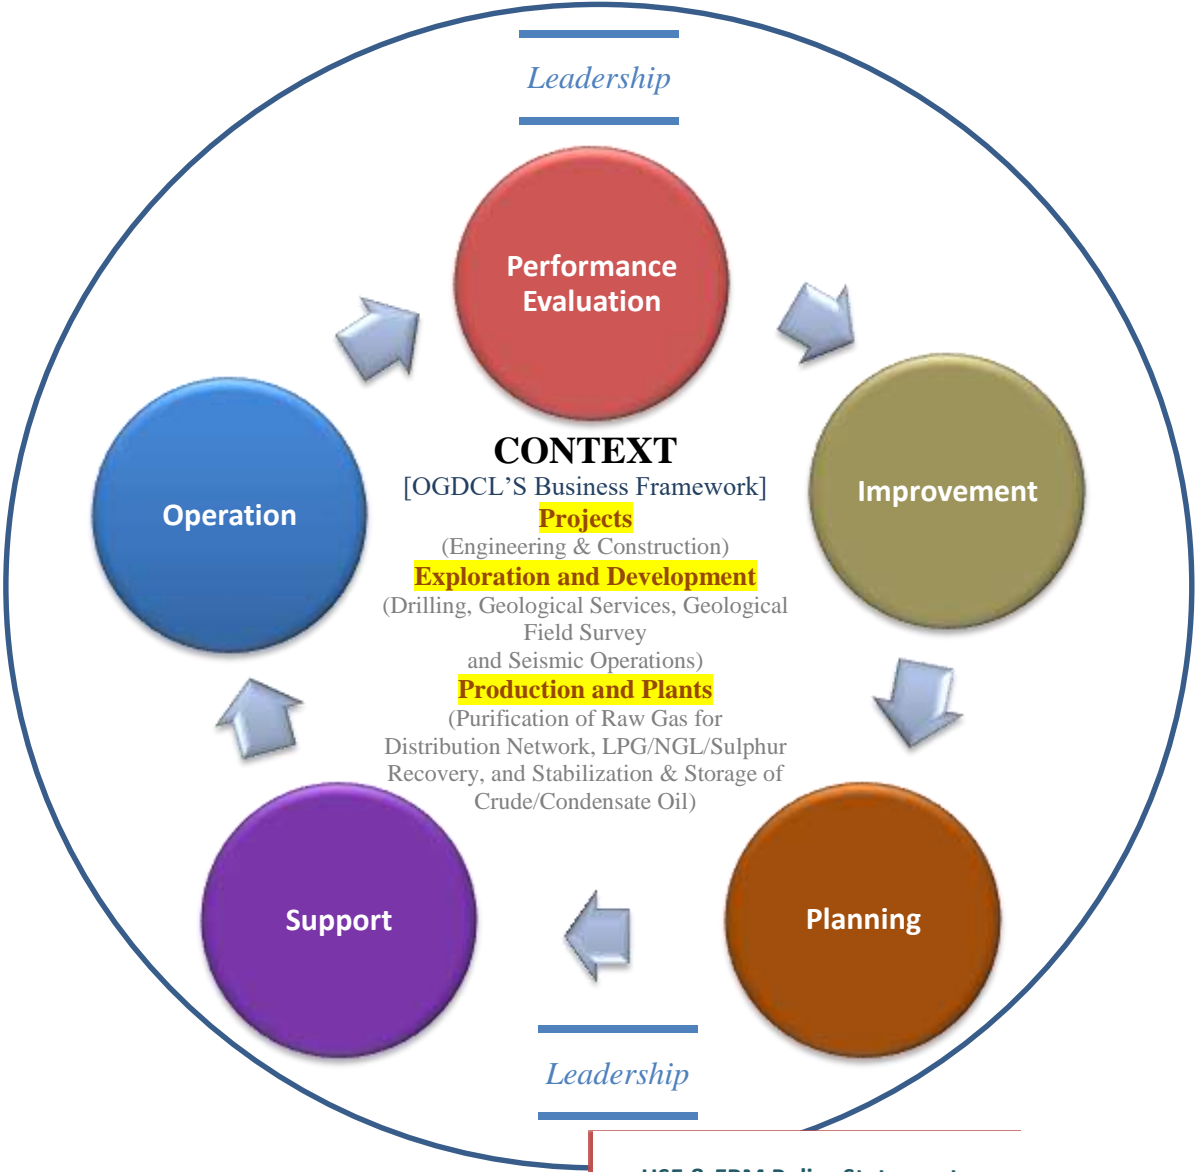 Leadership
Performance
Evaluation
Improvement
Operation
CONTEXT
[OGDCL'S Business Framework]
Projects
(Engineering & Construction)
Exploration and Development
(Drilling, Geological Services, Geological
Field Survey
and Seismic Operations)
Production and Plants
(Purification of Raw Gas for
Distribution Network, LPG/NGL/Sulphur
Recovery, and Stabilization & Storage of
Crude/Condensate Oil)
Support
Planning
Leadership
Policy Statement